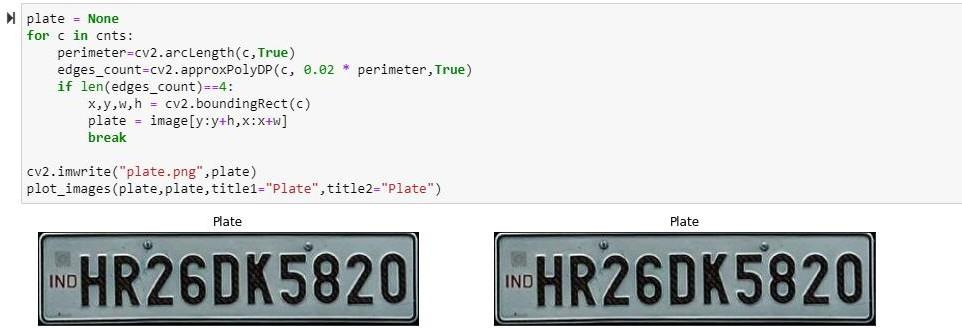 plate = None
for c in cnts:
    perimeter=cv2.arcLength(c,True)
    edges_count=cv2.approxPolyDP(c, 0.02 * perimeter,True)
    if len(edges_count)==4:
        x,y,w,h = cv2.boundingRect(c)
        plate = image[y:y+h,x:x+w]
        break

cv2.imwrite("plate.png",plate)
plot_images(plate,plate,title1="Plate",title2="Plate")
Plate Plate
IND HR26DK5820 IND HR26DK5820